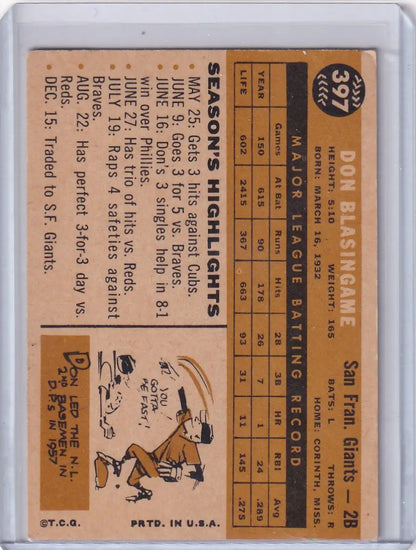 397
DON BLASINGAME
San Fran. Giants — 2B
HEIGHT: 5:10 WEIGHT: 165 BATS: L THROWS: R
BORN: MARCH 16, 1932 HOME: CORINTH, MISS.
MAJOR LEAGUE BATTING RECORD
Games At Bat Runs Hits 2B 3B HR RBI Avg
YEAR 150 615 90 178 26 7 1 24 .289
LIFE 602 2415 367 663 93 31 11 145 .275
SEASON'S HIGHLIGHTS
• MAY 25: Gets 3 hits against Cubs.
• JUNE 9: Goes 3 for 5 vs. Braves.
• JUNE 16: Don's 3 singles help in 8-1
win over Phillies.
• JUNE 27: Has trio of hits vs. Reds.
• JULY 19: Raps 4 safeties against
Braves.
• AUG. 22: Has perfect 3-for-3 day vs.
Reds.
• DEC. 15: Traded to S.F. Giants.
YOU
GOTTA
BE FAST!
DON LED THE N.L.
2ND BASEMEN IN
D.P.'S IN 1957
©T.C.G. PRTD. IN U.S.A.